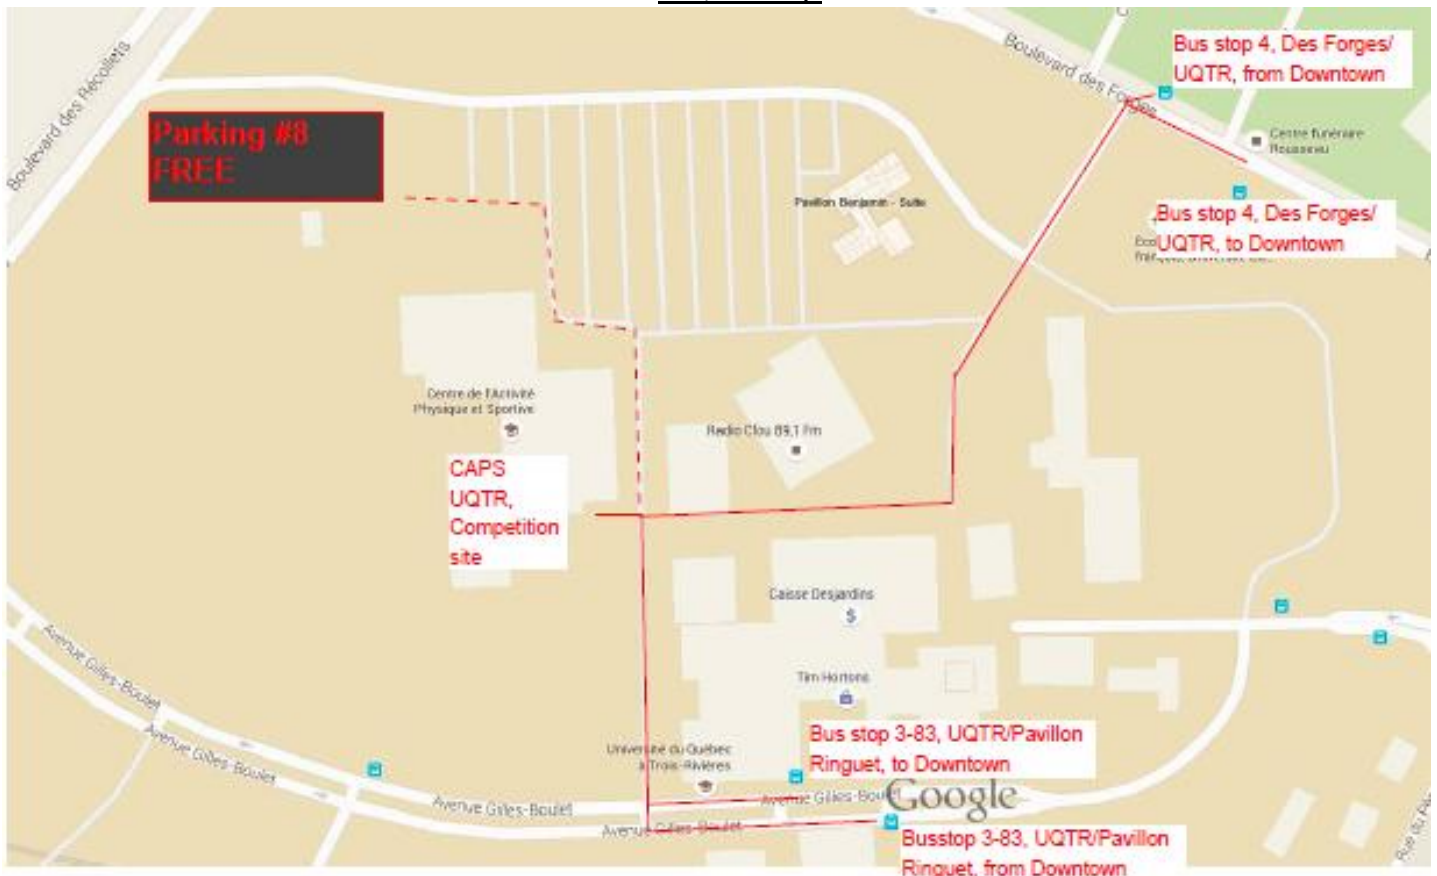 Boulevard des Récollets
Boulevard des Forges
Bus stop 4, Des Forges/
UQTR, from Downtown
Parking #8
FREE
Centre funéraire
Rousseau
Pavillon Benjamin - Sulte
Bus stop 4, Des Forges/
UQTR, to Downtown
Centre de l'Activité
Physique et Sportive
Radio Clou 89,1 Fm
CAPS
UQTR,
Competition
site
Caisse Desjardins
Tim Hortons
Avenue Gilles-Boulet
Avenue Gilles-Boulet
Bus stop 3-83, UQTR/Pavillon
Ringuet, to Downtown
Université du Québec
à Trois-Rivières
Avenue Gilles-Boulet
Avenue Gilles-Boulet
Google
Avenue Gilles-Boulet
Busstop 3-83, UQTR/Pavillon
Ringuet, from Downtown
Rue du